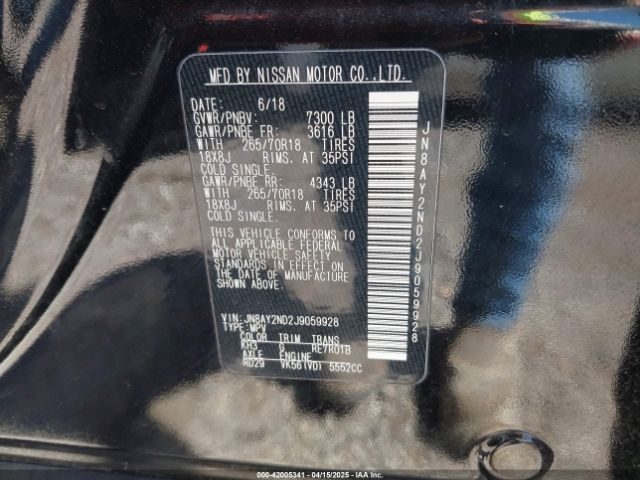 MFD BY NISSAN MOTOR CO.,LTD.
DATE: 6/18
GVWR/PNBV: 7300 LB
GAWR/PNBE FR: 3616 LB
WITH 265/70R18 TIRES
18X8J RIMS. AT 35PSI
COLD SINGLE.
GAWR/PNBE RR: 4343 LB
WITH 265/70R18 TIRES
18X8J RIMS. AT 35PSI
COLD SINGLE.
THIS VEHICLE CONFORMS TO
ALL APPLICABLE FEDERAL
MOTOR VEHICLE SAFETY
STANDARDS IN EFFECT ON
THE DATE OF MANUFACTURE
SHOWN ABOVE.
VIN: JN8AY2ND2J9059928
TYPE: MPV
COLOR TRIM TRANS
KH3 G RE7R01B
AXLE ENGINE
RD29 VK56(VD) 5552CC
JN8AY2ND2J9059928
000-42005341 - 04/15/2025 - IAAI.COM